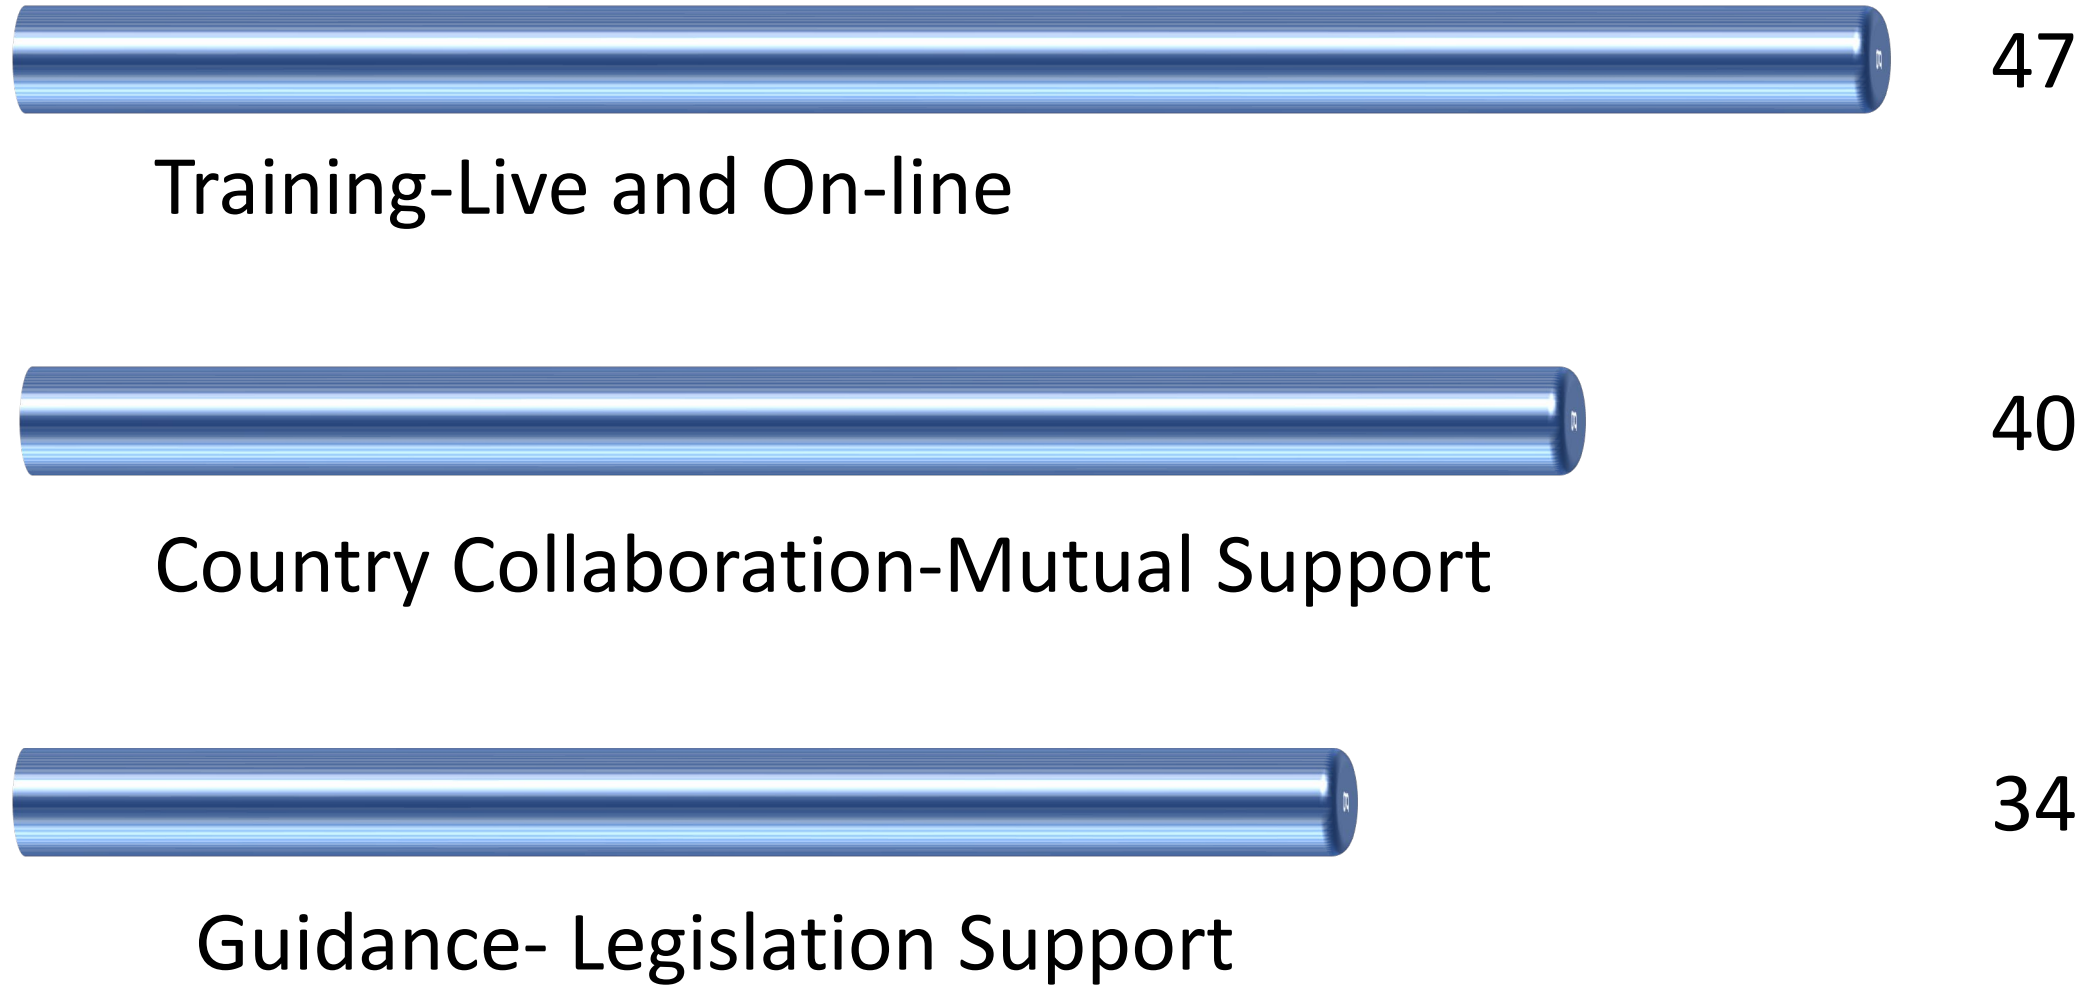 47
Training-Live and On-line
40
Country Collaboration-Mutual Support
34
Guidance- Legislation Support